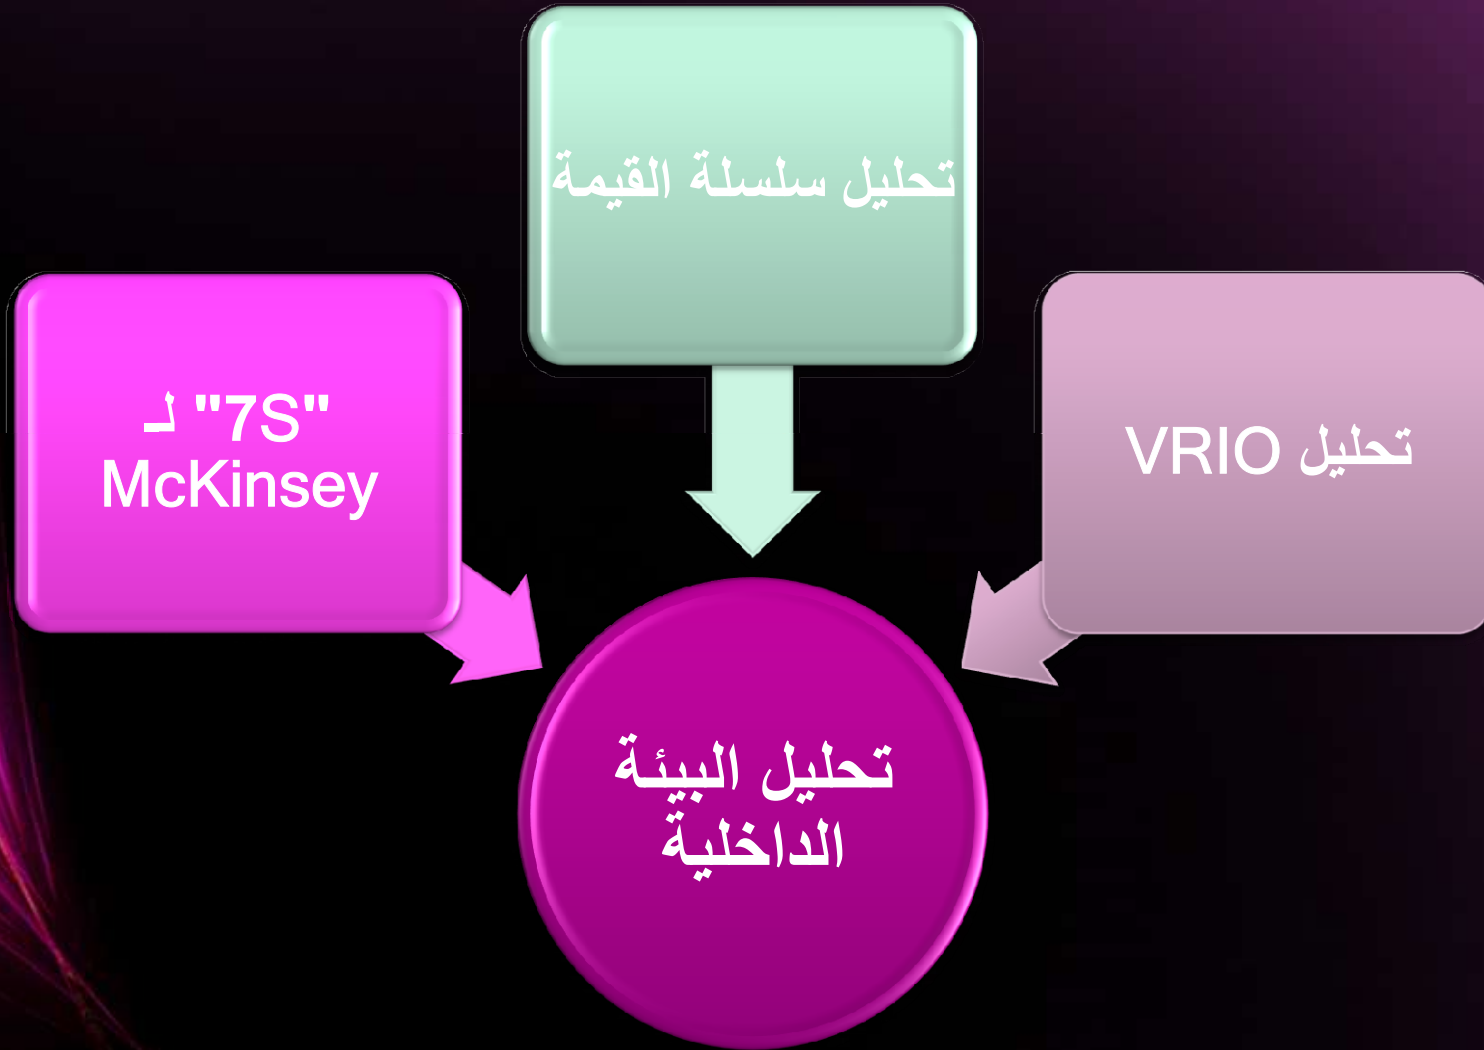 تحليل سلسلة القيمة
"7S" لـ
McKinsey
تحليل VRIO
تحليل البيئة
الداخلية